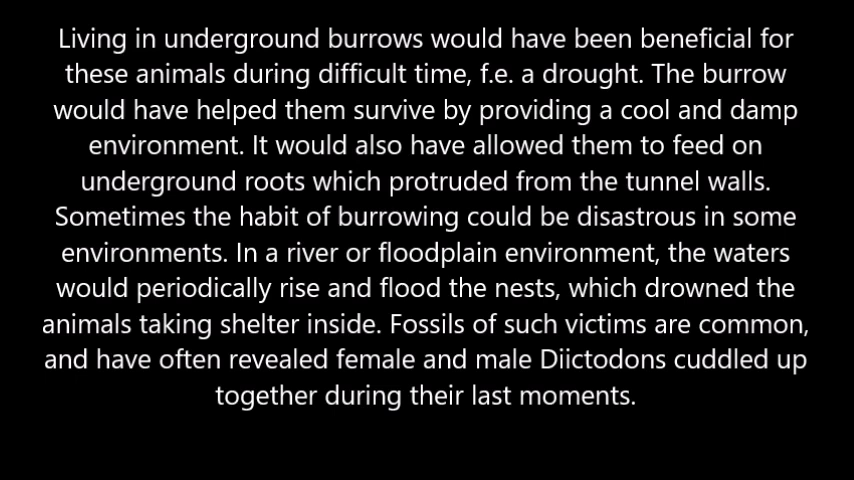 Living in underground burrows would have been beneficial for
these animals during difficult time, f.e. a drought. The burrow
would have helped them survive by providing a cool and damp
environment. It would also have allowed them to feed on
underground roots which protruded from the tunnel walls.
Sometimes the habit of burrowing could be disastrous in some
environments. In a river or floodplain environment, the waters
would periodically rise and flood the nests, which drowned the
animals taking shelter inside. Fossils of such victims are common,
and have often revealed female and male Diictodons cuddled up
together during their last moments.